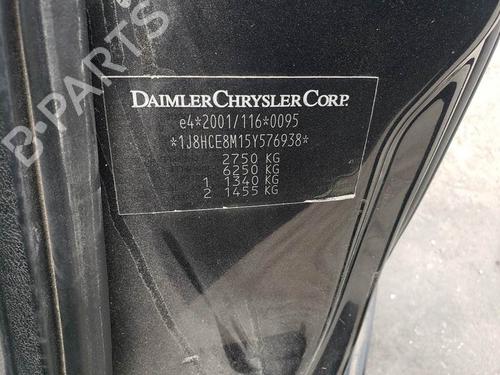 B-PARTS
DAIMLERCHRYSLER CORP.
e4*2001/116*0095
*1J8HCE8M15Y576938*
2750 KG
6250 KG
1 1340 KG
2 1455 KG